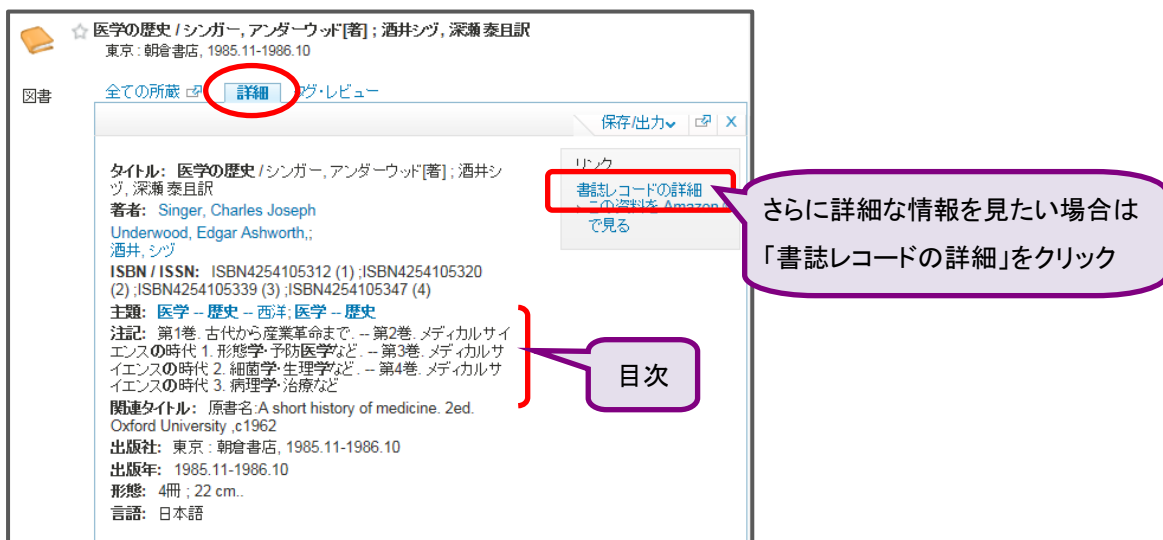 医学の歴史 / シンガー, アンダーウッド[著] ; 酒井シヅ, 深瀬 泰旦訳
東京 : 朝倉書店, 1985.11-1986.10
図書
全ての所蔵
詳細
グ・レビュー
保存/出力
X
タイトル: 医学の歴史 / シンガー, アンダーウッド[著] ; 酒井シ
ヅ, 深瀬 泰旦訳
著者: Singer, Charles Joseph
Underwood, Edgar Ashworth,;
酒井, シヅ
ISBN / ISSN: ISBN4254105312 (1) ;ISBN4254105320
(2) ;ISBN4254105339 (3) ;ISBN4254105347 (4)
主題: 医学 -- 歴史 -- 西洋; 医学 -- 歴史
注記: 第1巻. 古代から産業革命まで. -- 第2巻. メディカルサイ
エンスの時代 1. 形態学・予防医学など. -- 第3巻. メディカルサ
イエンスの時代 2. 細菌学・生理学など. -- 第4巻. メディカルサ
イエンスの時代 3. 病理学・治療など
関連タイトル: 原書名:A short history of medicine. 2ed.
Oxford University ,c1962
出版社: 東京 : 朝倉書店, 1985.11-1986.10
出版年: 1985.11-1986.10
形態: 4冊 ; 22 cm..
言語: 日本語
リンク
書誌レコードの詳細
この資料を Amazon
で見る
さらに詳細な情報を見たい場合は
「書誌レコードの詳細」をクリック
目次